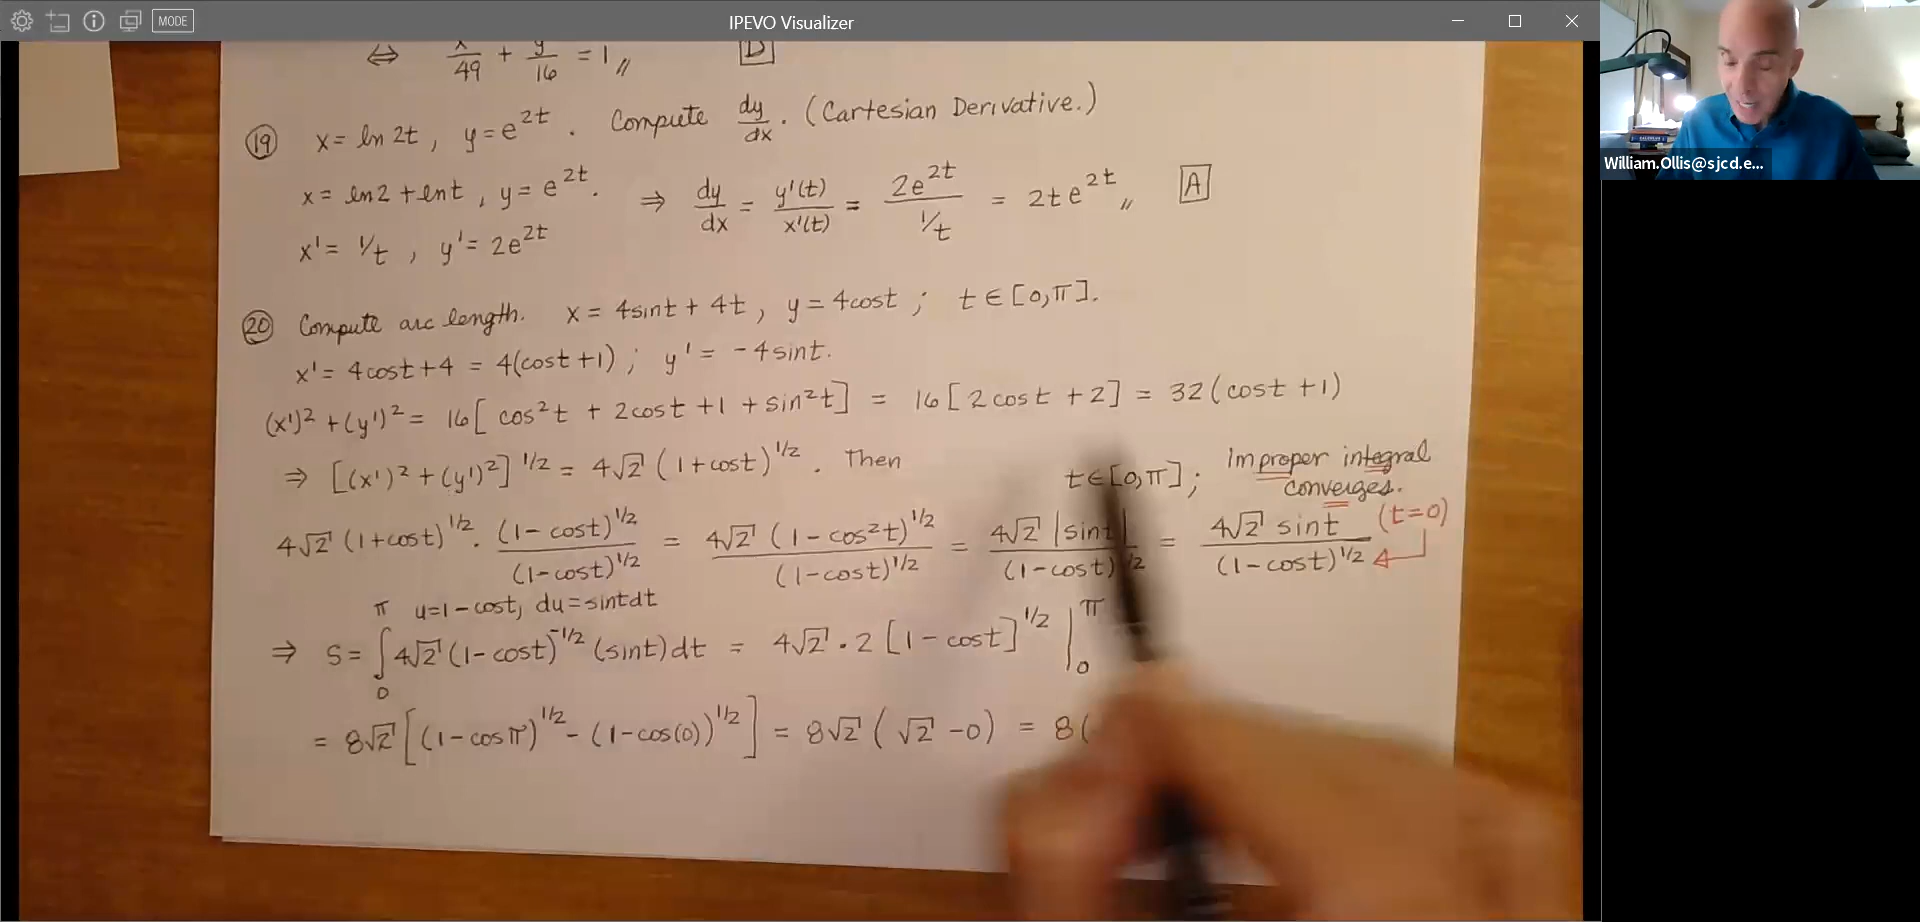 MODE
IPEVO Visualizer
William.Ollis@sjcd.e...
⇔ x/49 + y/16 = 1 // D
⑲ x = ln 2t , y = e^2t . Compute dy/dx . (Cartesian Derivative.)
x = ln2 + lnt , y = e^2t . ⇒ dy/dx = y'(t)/x'(t) = 2e^2t / 1/t = 2te^2t // A
x' = 1/t , y' = 2e^2t
⑳ Compute arc length. x = 4sint + 4t , y = 4cost ; t ∈ [0,π].
x' = 4cost + 4 = 4(cost + 1) ; y' = -4sint.
(x')² + (y')² = 16[ cos²t + 2cost + 1 + sin²t ] = 16[2cost + 2] = 32(cost + 1)
⇒ [(x')² + (y')²]^1/2 = 4√2 (1 + cost)^1/2 . Then t ∈ [0,π] ; Improper integral
converges.
4√2 (1+cost)^1/2 · (1-cost)^1/2 / (1-cost)^1/2 = 4√2 (1-cos²t)^1/2 / (1-cost)^1/2 = 4√2 |sint| / (1-cost)^1/2 = 4√2 sint / (1-cost)^1/2 (t=0)
u=1-cost, du=sintdt
⇒ S = ∫_0^π 4√2 (1-cost)^-1/2 (sint)dt = 4√2 · 2 [1-cost]^1/2 |_0^π
= 8√2 [(1-cosπ)^1/2 - (1-cos(0))^1/2] = 8√2 ( √2 - 0) = 8(